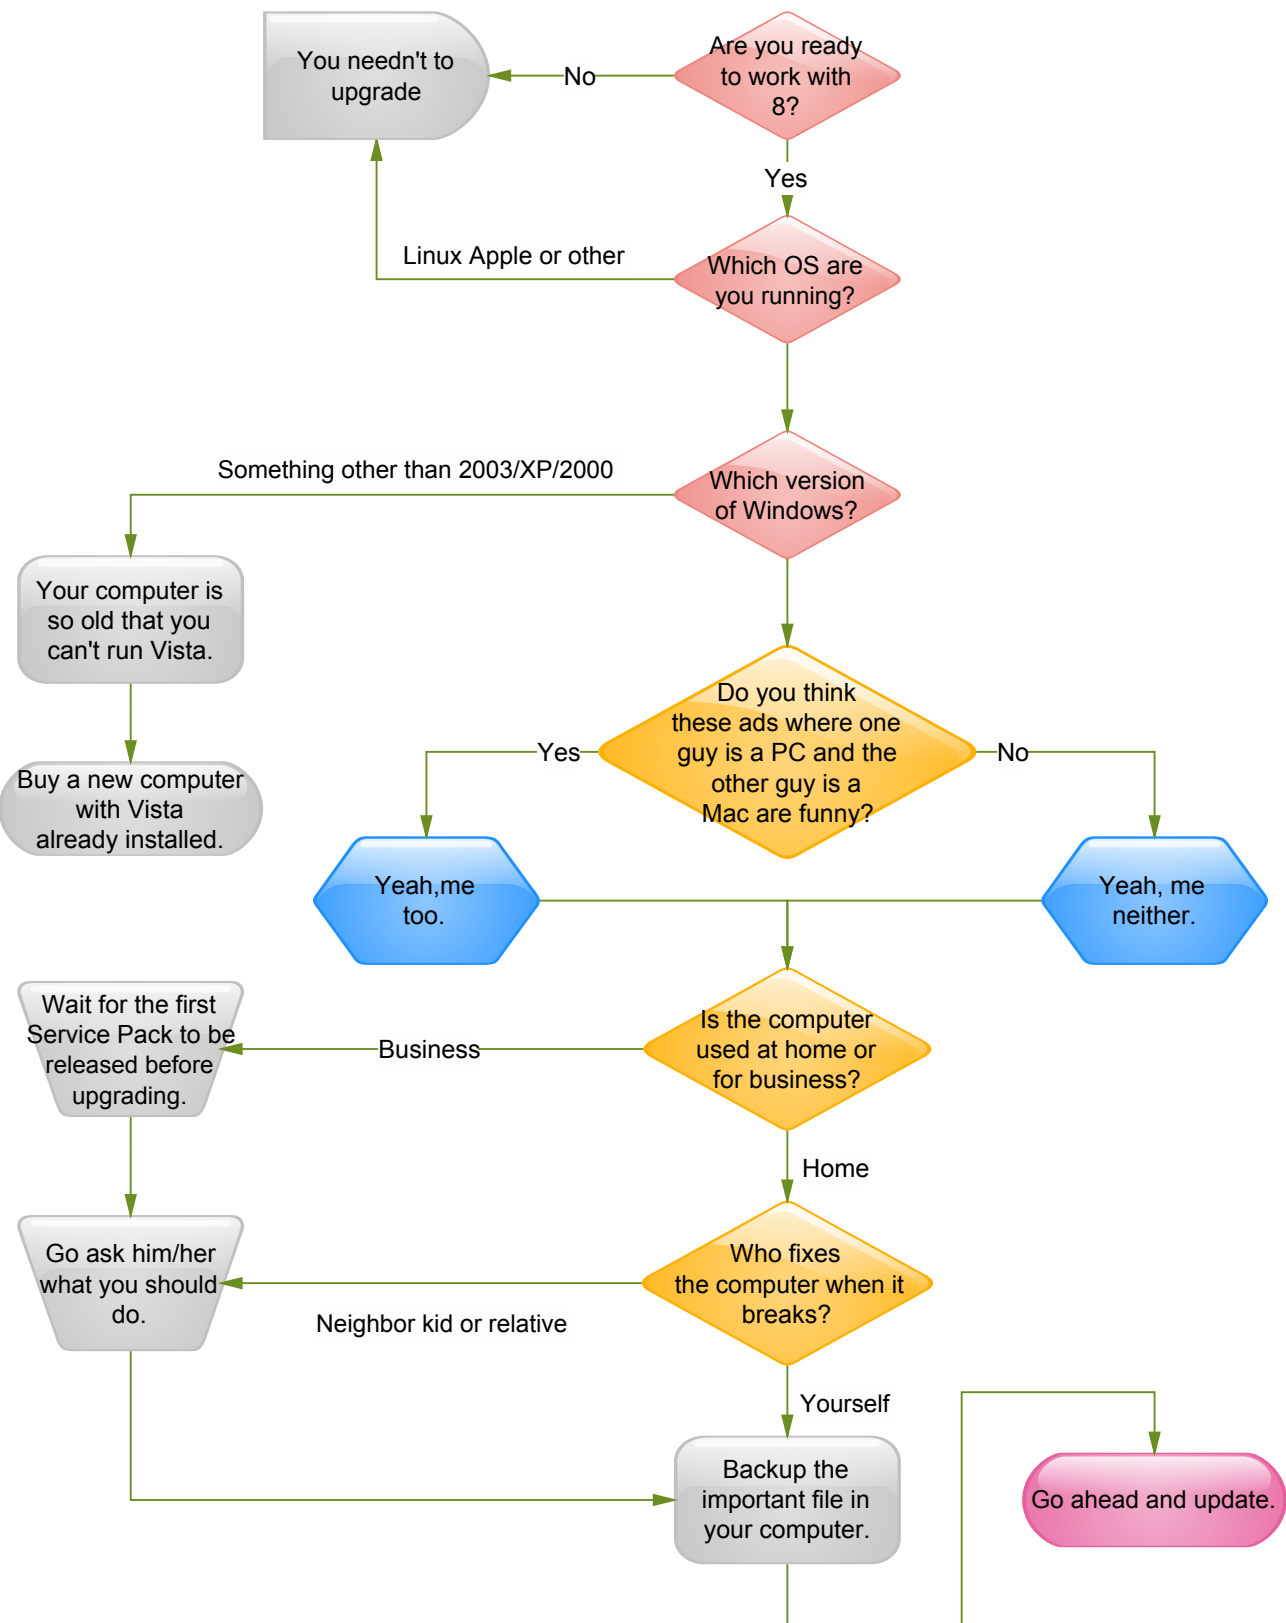 You needn't to
upgrade
No
Are you ready
to work with
8?
Yes
Linux Apple or other
Which OS are
you running?
Something other than 2003/XP/2000
Which version
of Windows?
Your computer is
so old that you
can't run Vista.
Buy a new computer
with Vista
already installed.
Do you think
these ads where one
guy is a PC and the
other guy is a
Mac are funny?
Yes
No
Yeah,me
too.
Yeah, me
neither.
Wait for the first
Service Pack to be
released before
upgrading.
Business
Is the computer
used at home or
for business?
Home
Go ask him/her
what you should
do.
Neighbor kid or relative
Who fixes
the computer when it
breaks?
Yourself
Backup the
important file in
your computer.
Go ahead and update.